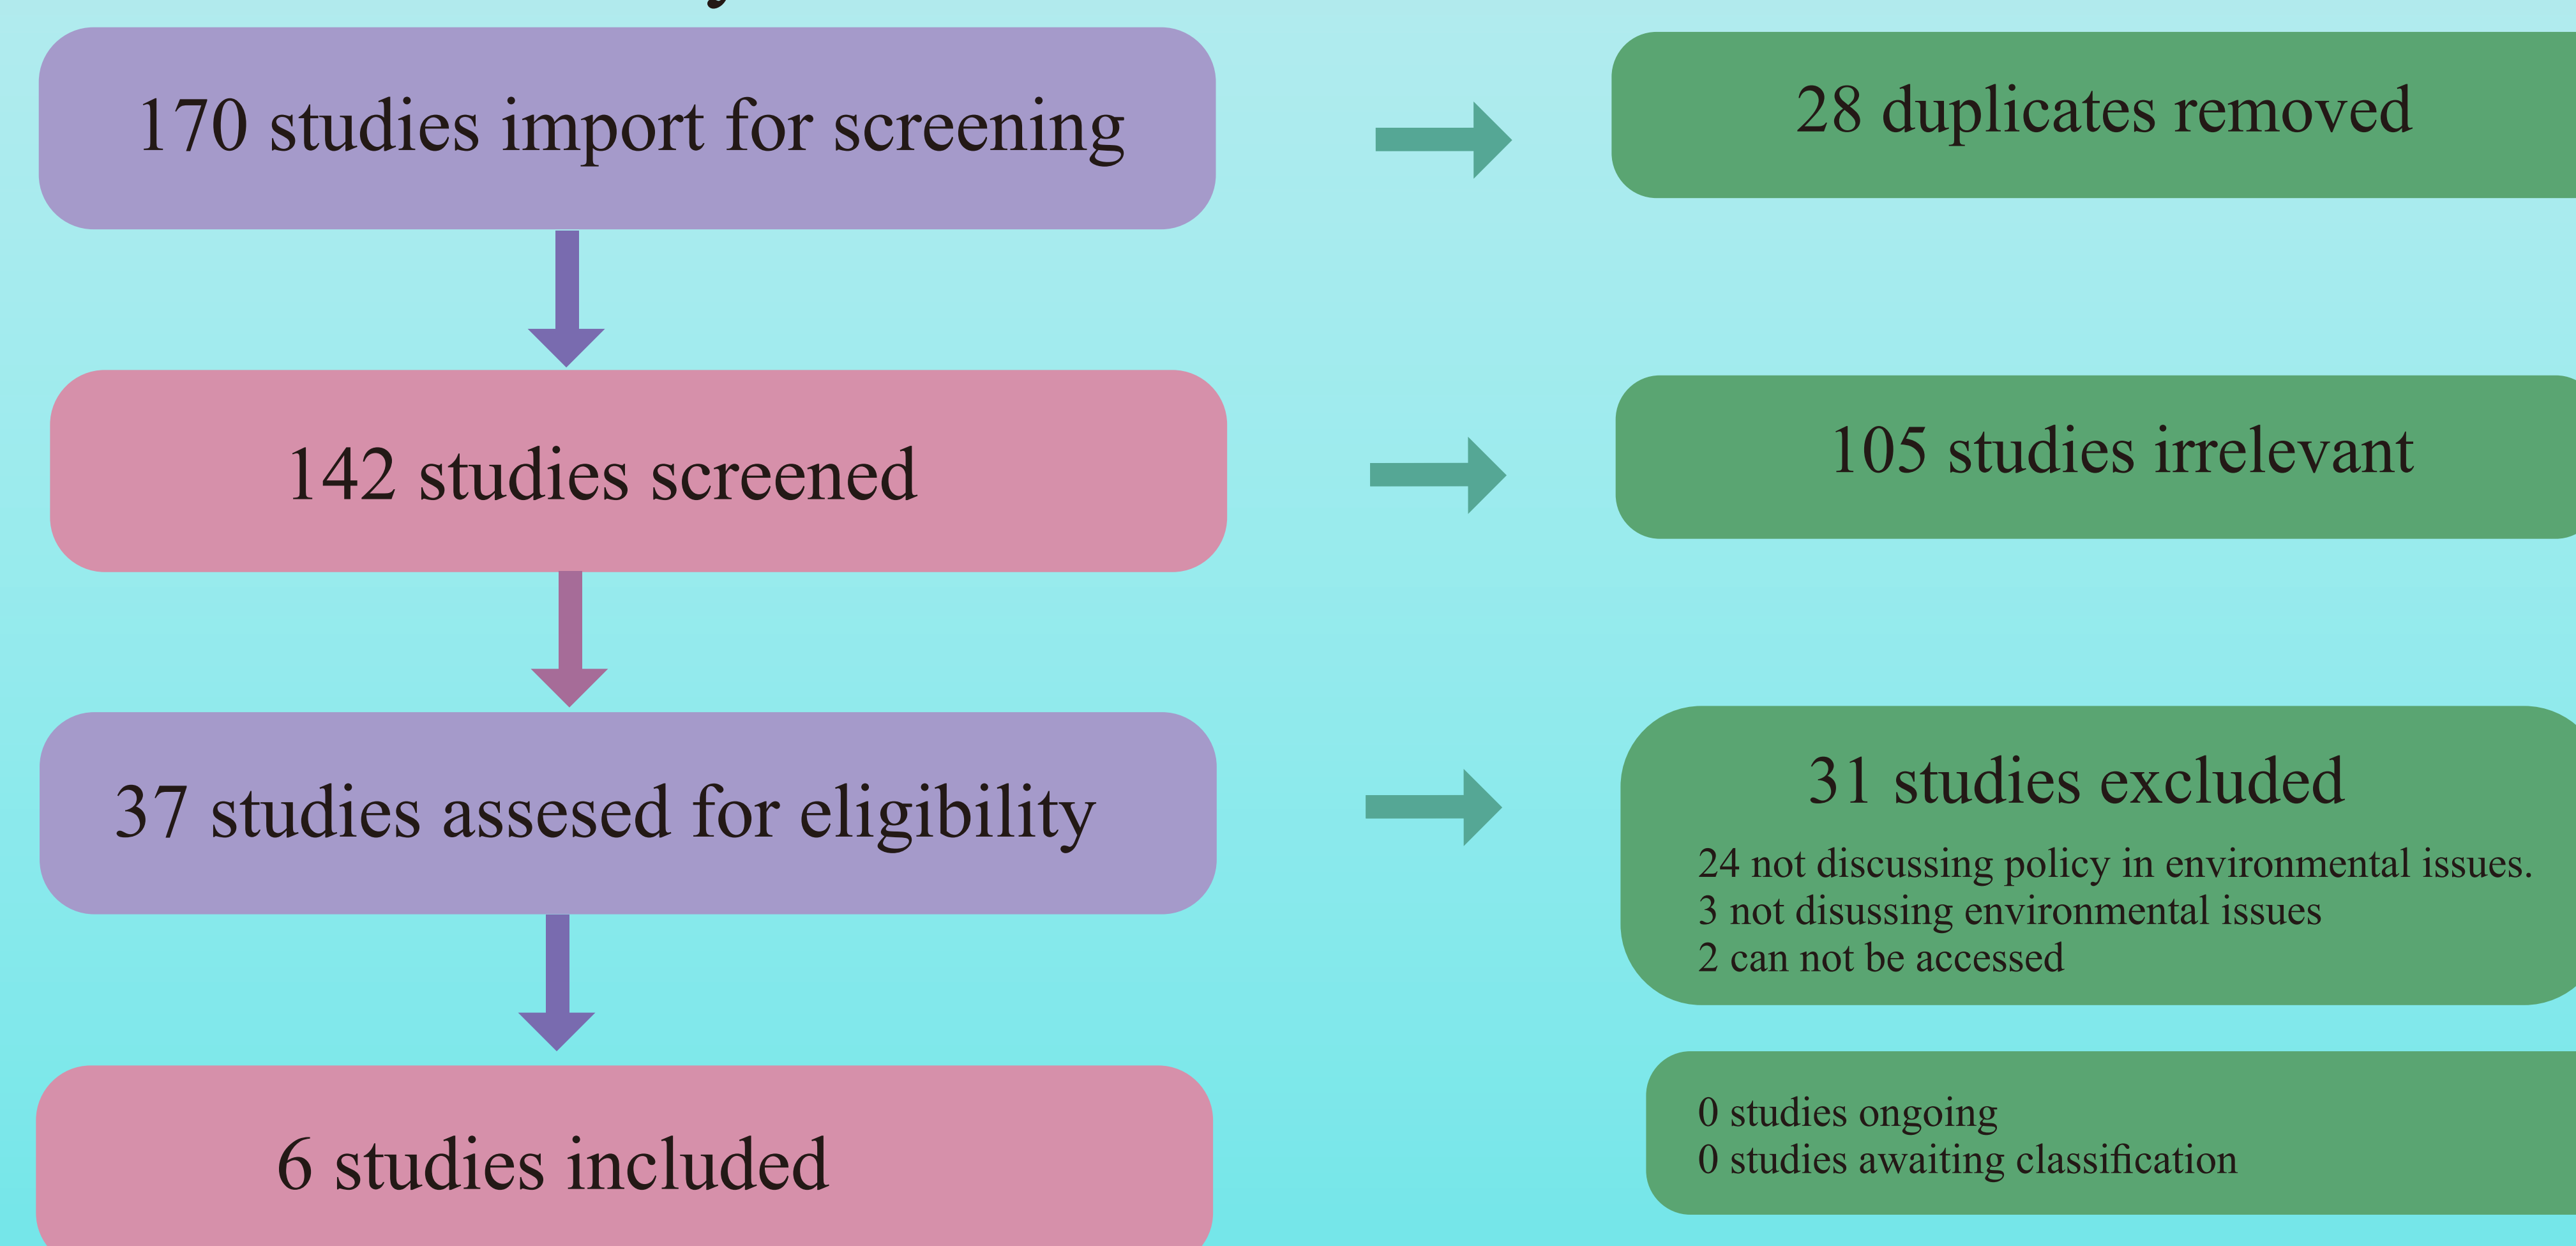 170 studies import for screening
28 duplicates removed
142 studies screened
105 studies irrelevant
37 studies assesed for eligibility
31 studies excluded
24 not discussing policy in environmental issues.
3 not disussing environmental issues
2 can not be accessed
6 studies included
0 studies ongoing
0 studies awaiting classification